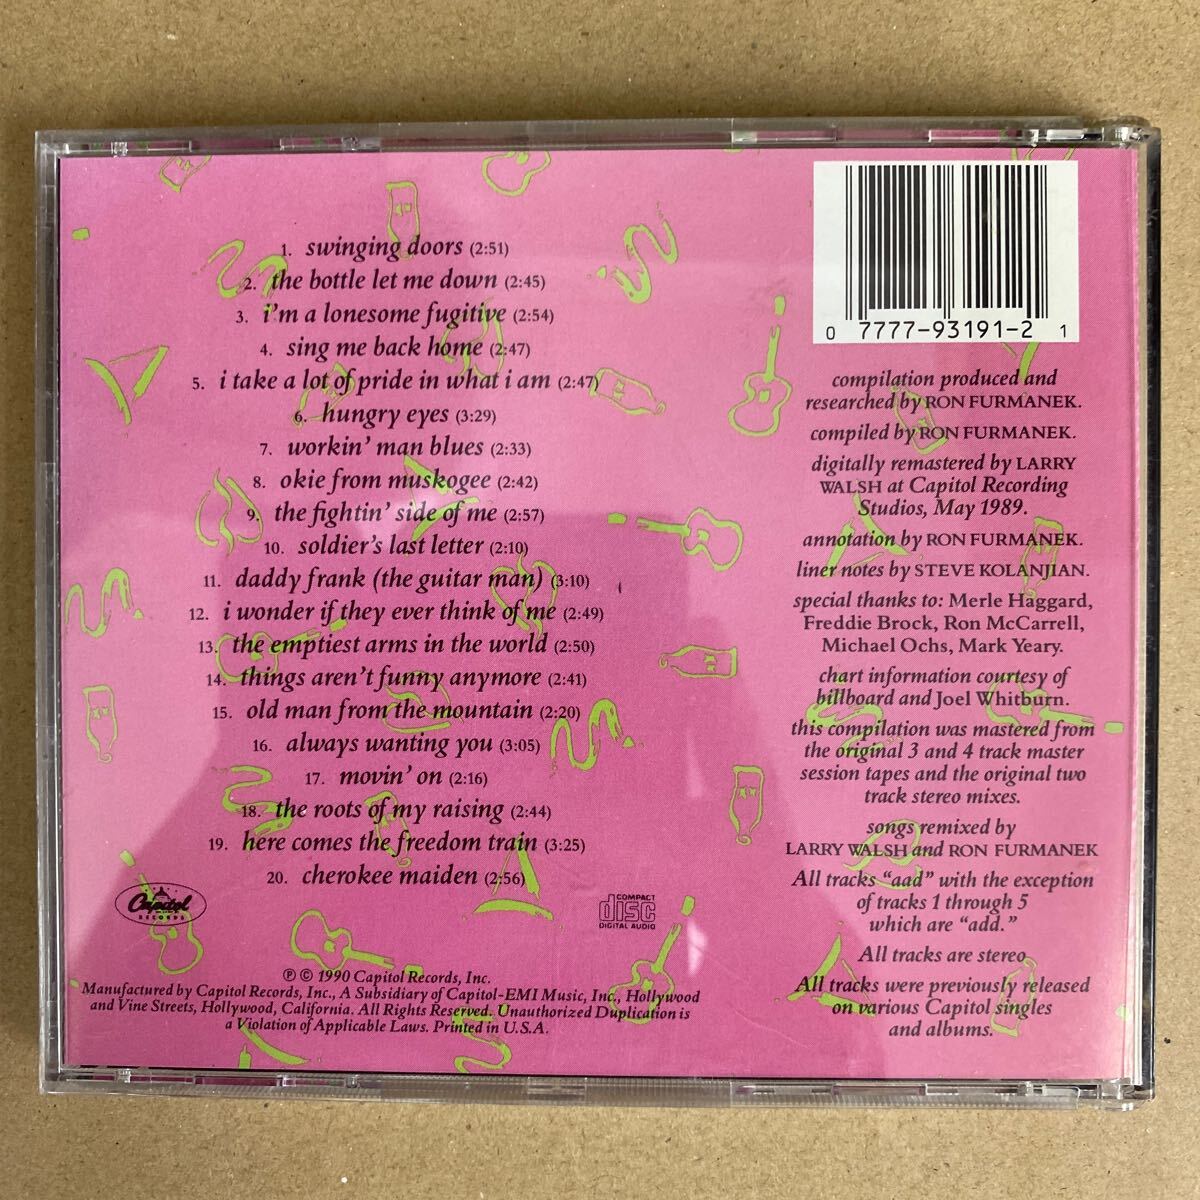 1. swinging doors (2:51)
2. the bottle let me down (2:45)
3. i'm a lonesome fugitive (2:54)
4. sing me back home (2:47)
5. i take a lot of pride in what i am (2:47)
6. hungry eyes (3:29)
7. workin' man blues (2:33)
8. okie from muskogee (2:42)
9. the fightin' side of me (2:57)
10. soldier's last letter (2:10)
11. daddy frank (the guitar man) (3:10)
12. i wonder if they ever think of me (2:49)
13. the emptiest arms in the world (2:50)
14. things aren't funny anymore (2:41)
15. old man from the mountain (2:20)
16. always wanting you (3:05)
17. movin' on (2:16)
18. the roots of my raising (2:44)
19. here comes the freedom train (3:25)
20. cherokee maiden (2:56)
Capitol
RECORDS
COMPACT
disc
DIGITAL AUDIO
℗ © 1990 Capitol Records, Inc.
Manufactured by Capitol Records, Inc., A Subsidiary of Capitol-EMI Music, Inc., Hollywood
and Vine Streets, Hollywood, California. All Rights Reserved. Unauthorized Duplication is
a Violation of Applicable Laws. Printed in U.S.A.
0 7777-93191-2 1
compilation produced and
researched by RON FURMANEK.
compiled by RON FURMANEK.
digitally remastered by LARRY
WALSH at Capitol Recording
Studios, May 1989.
annotation by RON FURMANEK.
liner notes by STEVE KOLANJIAN.
special thanks to: Merle Haggard,
Freddie Brock, Ron McCarrell,
Michael Ochs, Mark Yeary.
chart information courtesy of
billboard and Joel Whitburn.
this compilation was mastered from
the original 3 and 4 track master
session tapes and the original two
track stereo mixes.
songs remixed by
LARRY WALSH and RON FURMANEK
All tracks “aad” with the exception
of tracks 1 through 5
which are “add.”
All tracks are stereo.
All tracks were previously released
on various Capitol singles
and albums.